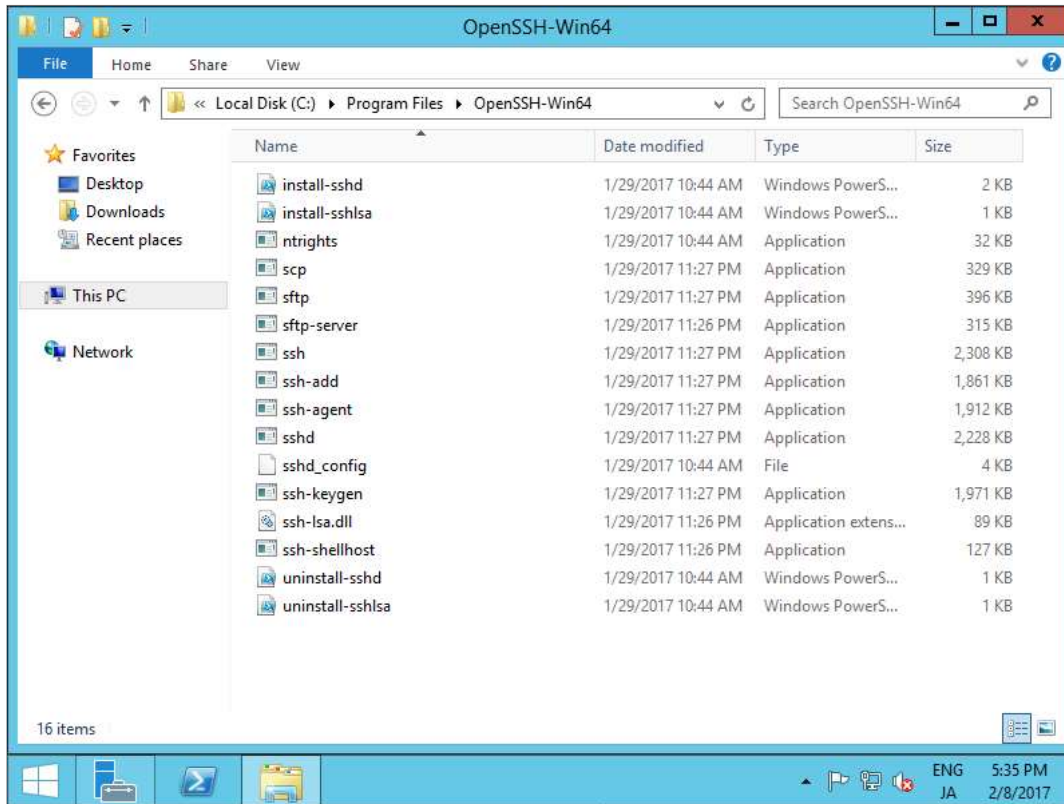 OpenSSH-Win64
File Home Share View
« Local Disk (C:) Program Files OpenSSH-Win64 Search OpenSSH-Win64
Favorites
Desktop
Downloads
Recent places
This PC
Network
Name Date modified Type Size
install-sshd 1/29/2017 10:44 AM Windows PowerS... 2 KB
install-sshlsa 1/29/2017 10:44 AM Windows PowerS... 1 KB
ntrights 1/29/2017 10:44 AM Application 32 KB
scp 1/29/2017 11:27 PM Application 329 KB
sftp 1/29/2017 11:27 PM Application 396 KB
sftp-server 1/29/2017 11:26 PM Application 315 KB
ssh 1/29/2017 11:27 PM Application 2,308 KB
ssh-add 1/29/2017 11:27 PM Application 1,861 KB
ssh-agent 1/29/2017 11:27 PM Application 1,912 KB
sshd 1/29/2017 11:27 PM Application 2,228 KB
sshd_config 1/29/2017 10:44 AM File 4 KB
ssh-keygen 1/29/2017 11:27 PM Application 1,971 KB
ssh-lsa.dll 1/29/2017 11:26 PM Application extens... 89 KB
ssh-shellhost 1/29/2017 11:26 PM Application 127 KB
uninstall-sshd 1/29/2017 10:44 AM Windows PowerS... 1 KB
uninstall-sshlsa 1/29/2017 10:44 AM Windows PowerS... 1 KB
16 items
ENG 5:35 PM
JA 2/8/2017